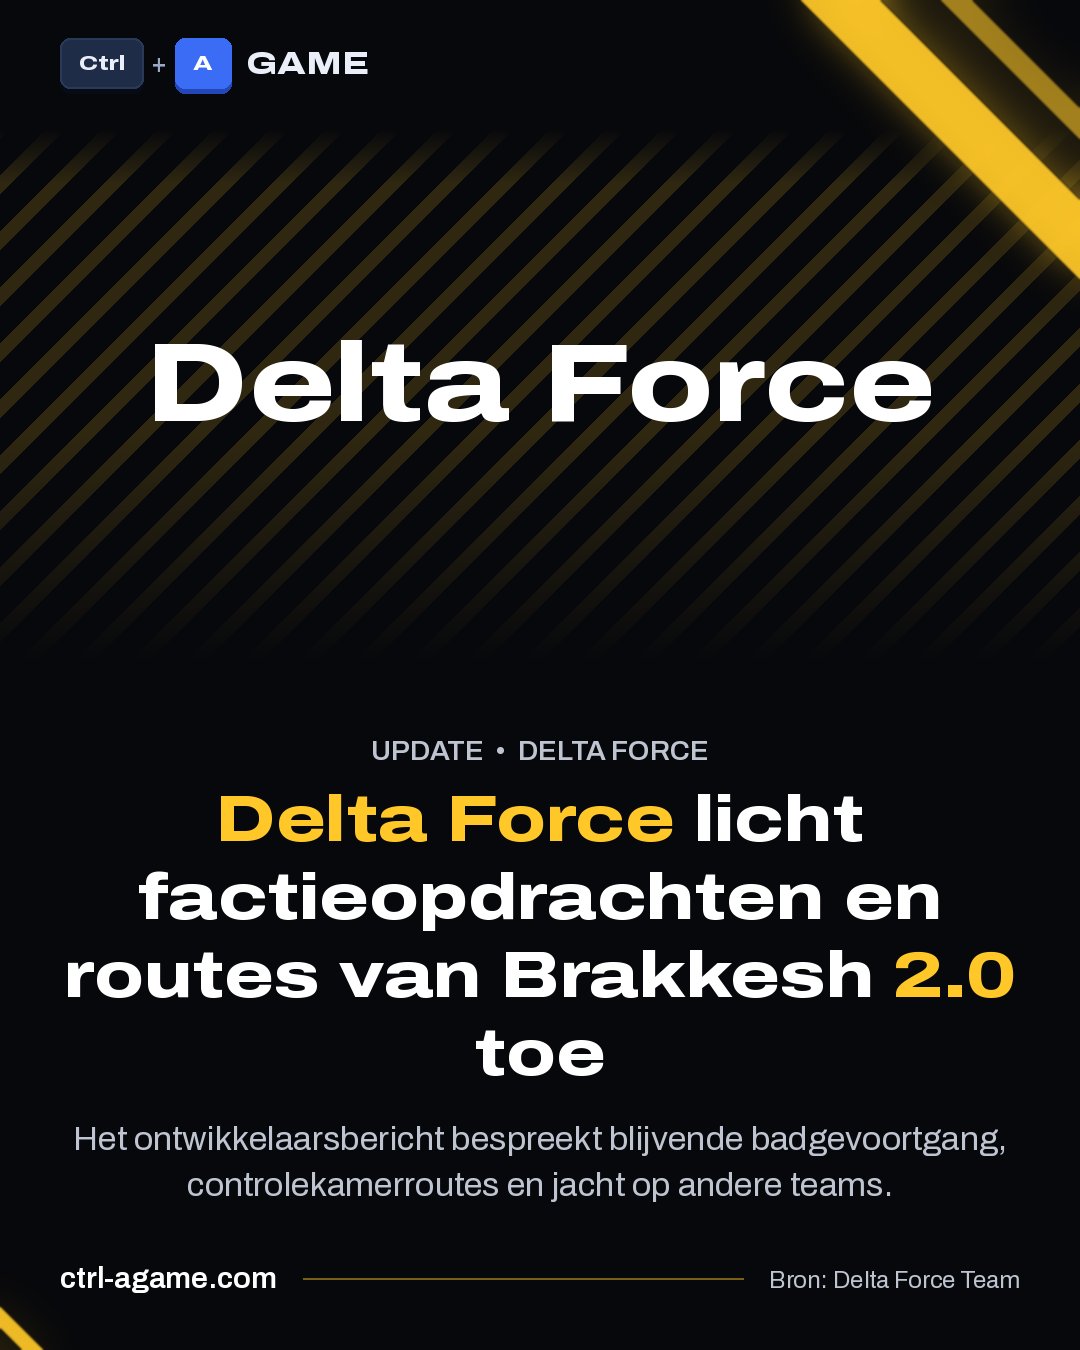 Ctrl + A GAME
Delta Force
UPDATE • DELTA FORCE
Delta Force licht
factieopdrachten en
routes van Brakkesh 2.0
toe
Het ontwikkelaarsbericht bespreekt blijvende badgevoortgang,
controlekamerroutes en jacht op andere teams.
ctrl-agame.com
Bron: Delta Force Team